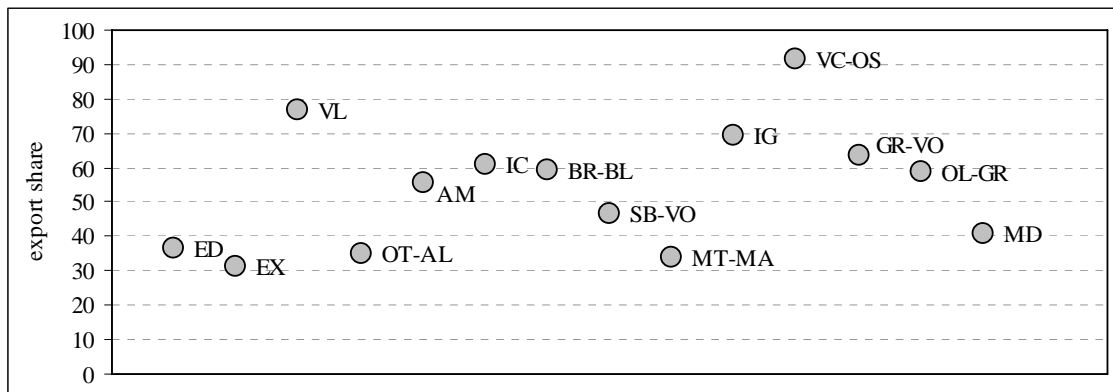 export share
100
90
80
70
60
50
40
30
20
10
0
ED
EX
VL
OT-AL
AM
IC
BR-BL
SB-VO
MT-MA
IG
VC-OS
GR-VO
OL-GR
MD